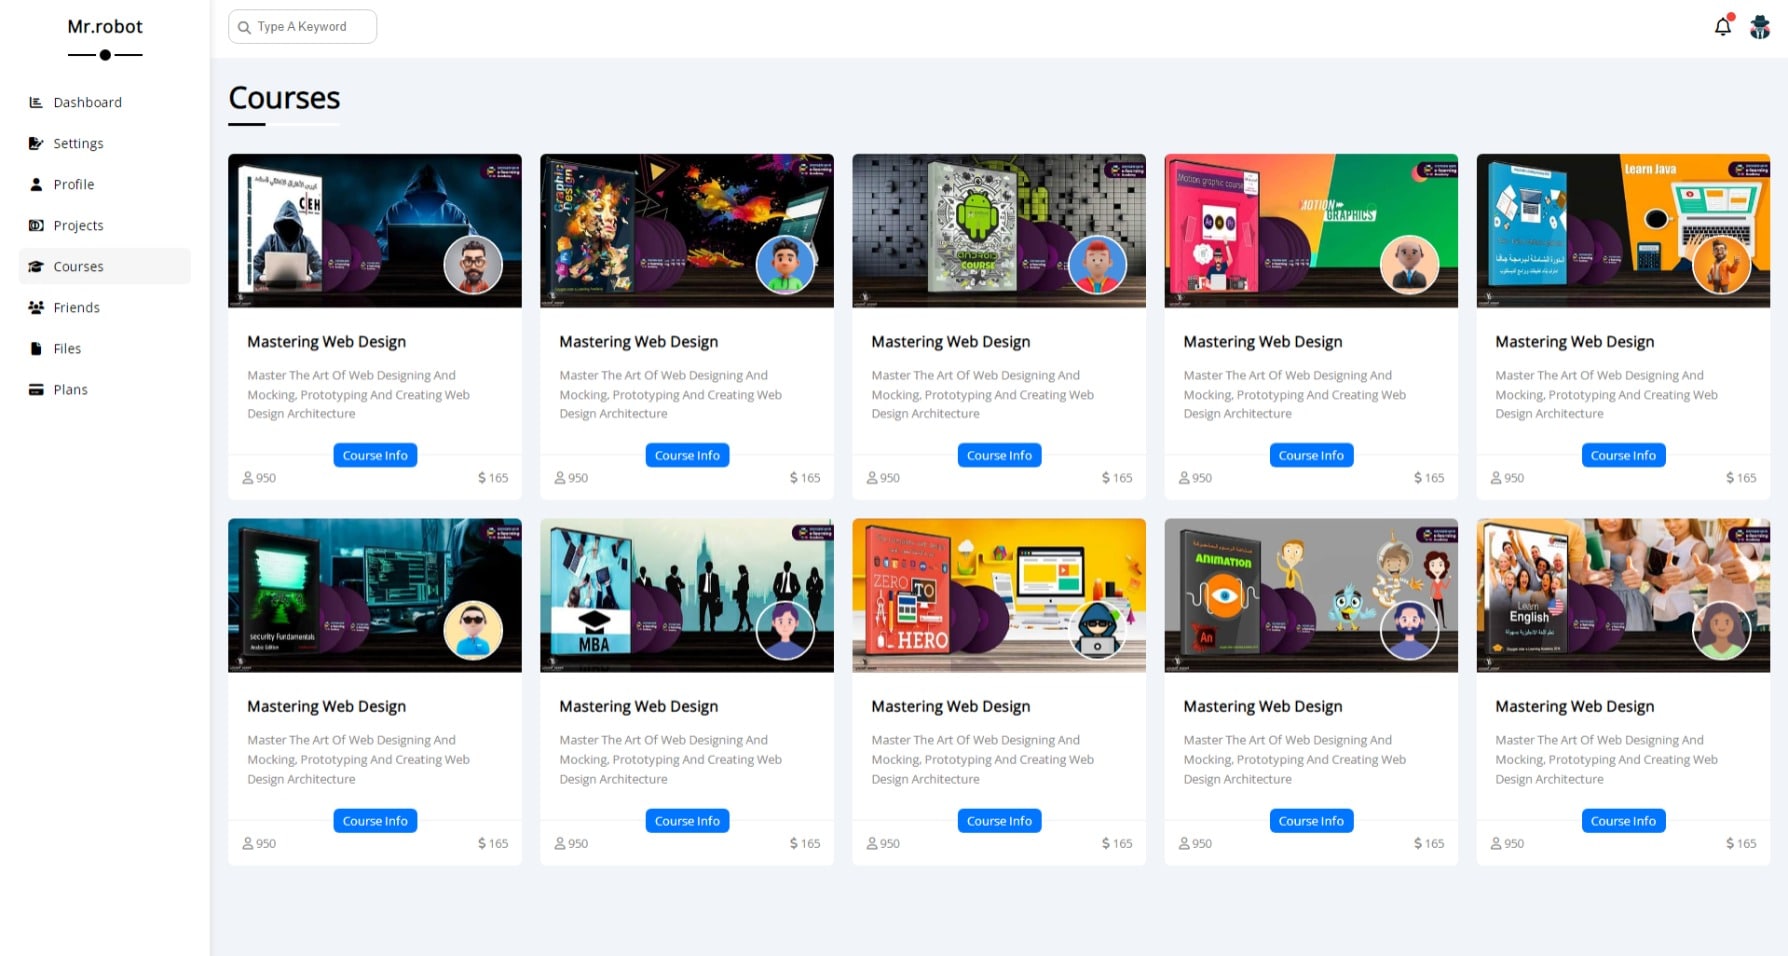 Mr.robot
Type A Keyword
Dashboard
Settings
Profile
Projects
Courses
Friends
Files
Plans
Courses
CEH
Graphic Design
ANDROID
COURSE
Motion graphic course
MOTION
GRAPHICS
Learn Java
e-learning
Academy
Mastering Web Design
Master The Art Of Web Designing And
Mocking, Prototyping And Creating Web
Design Architecture
Course Info
950
$ 165
Mastering Web Design
Master The Art Of Web Designing And
Mocking, Prototyping And Creating Web
Design Architecture
Course Info
950
$ 165
Mastering Web Design
Master The Art Of Web Designing And
Mocking, Prototyping And Creating Web
Design Architecture
Course Info
950
$ 165
Mastering Web Design
Master The Art Of Web Designing And
Mocking, Prototyping And Creating Web
Design Architecture
Course Info
950
$ 165
Mastering Web Design
Master The Art Of Web Designing And
Mocking, Prototyping And Creating Web
Design Architecture
Course Info
950
$ 165
security Fundamentals
Arabic Edition
MBA
ZERO
TO
HERO
ANIMATION
An
Learn
English
Mastering Web Design
Master The Art Of Web Designing And
Mocking, Prototyping And Creating Web
Design Architecture
Course Info
950
$ 165
Mastering Web Design
Master The Art Of Web Designing And
Mocking, Prototyping And Creating Web
Design Architecture
Course Info
950
$ 165
Mastering Web Design
Master The Art Of Web Designing And
Mocking, Prototyping And Creating Web
Design Architecture
Course Info
950
$ 165
Mastering Web Design
Master The Art Of Web Designing And
Mocking, Prototyping And Creating Web
Design Architecture
Course Info
950
$ 165
Mastering Web Design
Master The Art Of Web Designing And
Mocking, Prototyping And Creating Web
Design Architecture
Course Info
950
$ 165